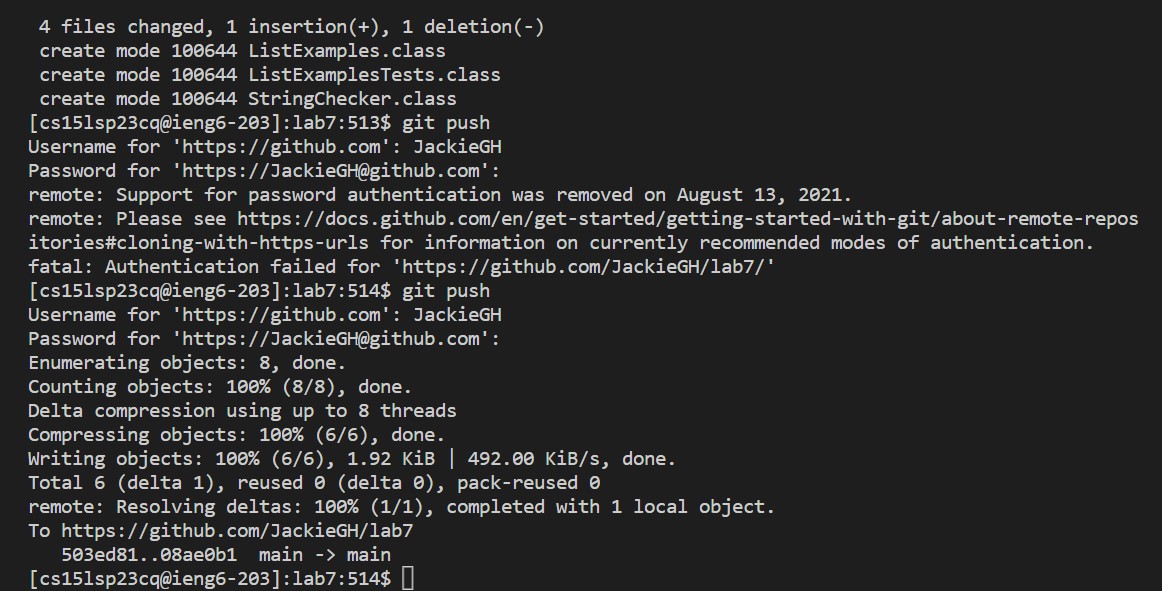 4 files changed, 1 insertion(+), 1 deletion(-)
create mode 100644 ListExamples.class
create mode 100644 ListExamplesTests.class
create mode 100644 StringChecker.class
[cs15lsp23cq@ieng6-203]:lab7:513$ git push
Username for 'https://github.com': JackieGH
Password for 'https://JackieGH@github.com':
remote: Support for password authentication was removed on August 13, 2021.
remote: Please see https://docs.github.com/en/get-started/getting-started-with-git/about-remote-repos
itories#cloning-with-https-urls for information on currently recommended modes of authentication.
fatal: Authentication failed for 'https://github.com/JackieGH/lab7/'
[cs15lsp23cq@ieng6-203]:lab7:514$ git push
Username for 'https://github.com': JackieGH
Password for 'https://JackieGH@github.com':
Enumerating objects: 8, done.
Counting objects: 100% (8/8), done.
Delta compression using up to 8 threads
Compressing objects: 100% (6/6), done.
Writing objects: 100% (6/6), 1.92 KiB | 492.00 KiB/s, done.
Total 6 (delta 1), reused 0 (delta 0), pack-reused 0
remote: Resolving deltas: 100% (1/1), completed with 1 local object.
To https://github.com/JackieGH/lab7
503ed81..08ae0b1  main -> main
[cs15lsp23cq@ieng6-203]:lab7:514$